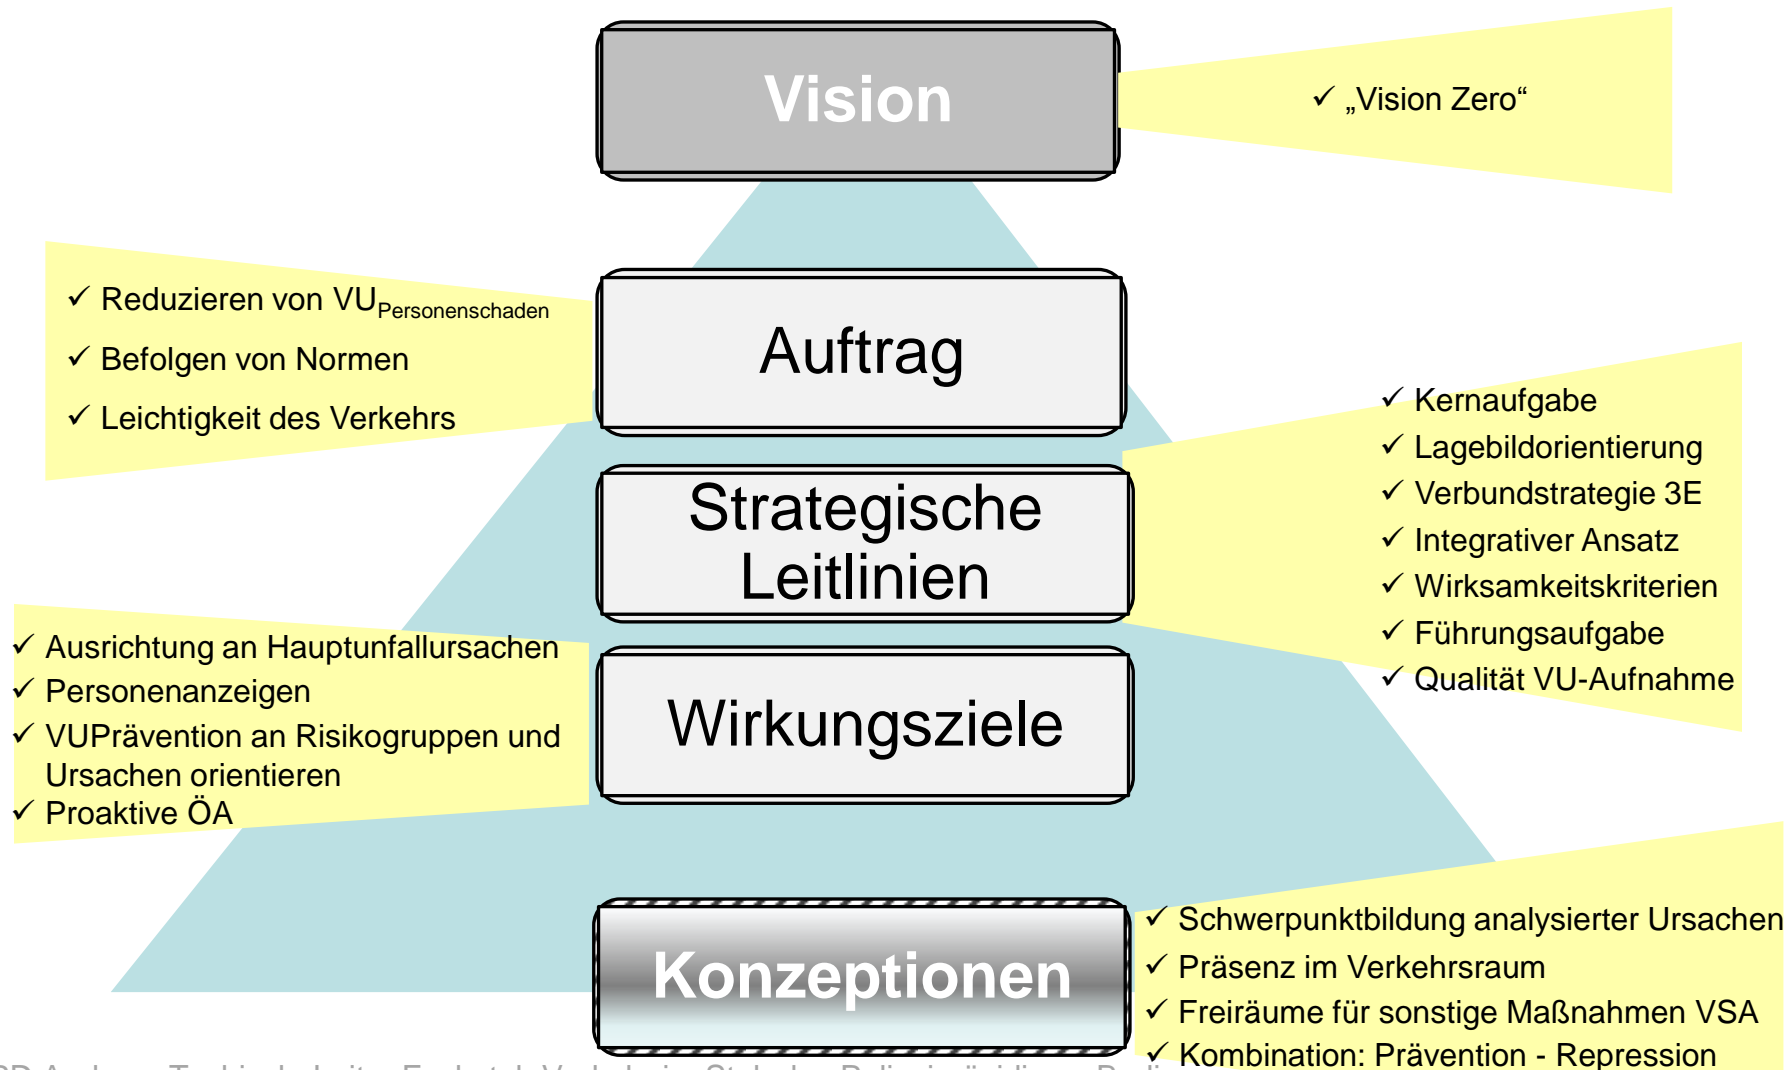 Vision
✓ „Vision Zero“
✓ Reduzieren von VUPersonenschaden
✓ Befolgen von Normen
✓ Leichtigkeit des Verkehrs
Auftrag
Strategische
Leitlinien
✓ Kernaufgabe
✓ Lagebildorientierung
✓ Verbundstrategie 3E
✓ Integrativer Ansatz
✓ Wirksamkeitskriterien
✓ Führungsaufgabe
✓ Qualität VU-Aufnahme
✓ Ausrichtung an Hauptunfallursachen
✓ Personenanzeigen
✓ VUPrävention an Risikogruppen und
Ursachen orientieren
✓ Proaktive ÖA
Wirkungsziele
Konzeptionen
✓ Schwerpunktbildung analysierter Ursachen
✓ Präsenz im Verkehrsraum
✓ Freiräume für sonstige Maßnahmen VSA
✓ Kombination: Prävention - Repression